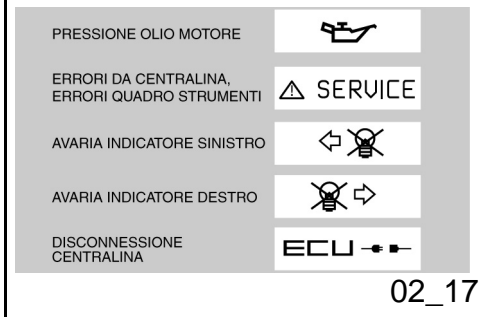 PRESSIONE OLIO MOTORE
ERRORI DA CENTRALINA,
ERRORI QUADRO STRUMENTI
SERVICE
AVARIA INDICATORE SINISTRO
AVARIA INDICATORE DESTRO
DISCONNESSIONE
CENTRALINA
ECU
02_17